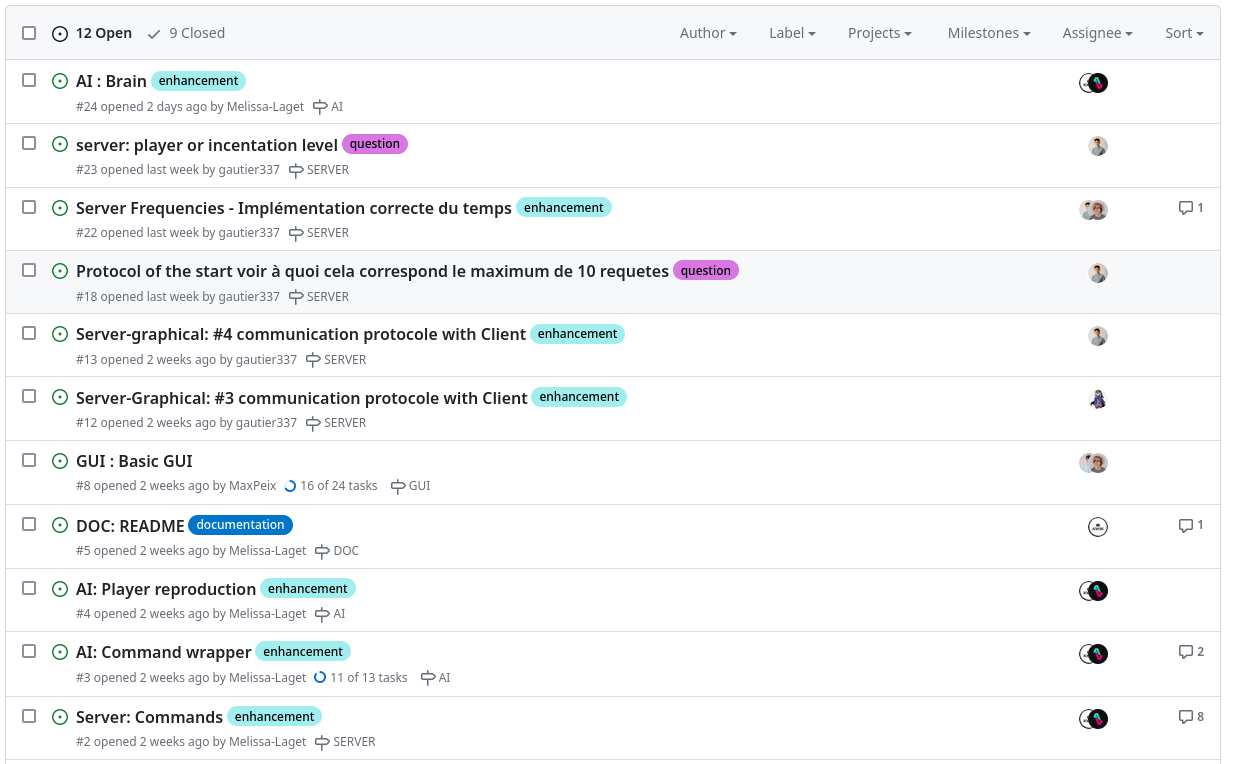 12 Open 9 Closed Author Label Projects Milestones Assignee Sort
AI : Brain enhancement
#24 opened 2 days ago by Melissa-Laget AI
server: player or incentation level question
#23 opened last week by gautier337 SERVER
Server Frequencies - Implémentation correcte du temps enhancement 1
#22 opened last week by gautier337 SERVER
Protocol of the start voir à quoi cela correspond le maximum de 10 requetes question
#18 opened last week by gautier337 SERVER
Server-graphical: #4 communication protocole with Client enhancement
#13 opened 2 weeks ago by gautier337 SERVER
Server-Graphical: #3 communication protocole with Client enhancement
#12 opened 2 weeks ago by gautier337 SERVER
GUI : Basic GUI
#8 opened 2 weeks ago by MaxPeix 16 of 24 tasks GUI
DOC: README documentation 1
#5 opened 2 weeks ago by Melissa-Laget DOC
AI: Player reproduction enhancement
#4 opened 2 weeks ago by Melissa-Laget AI
AI: Command wrapper enhancement 2
#3 opened 2 weeks ago by Melissa-Laget 11 of 13 tasks AI
Server: Commands enhancement 8
#2 opened 2 weeks ago by Melissa-Laget SERVER